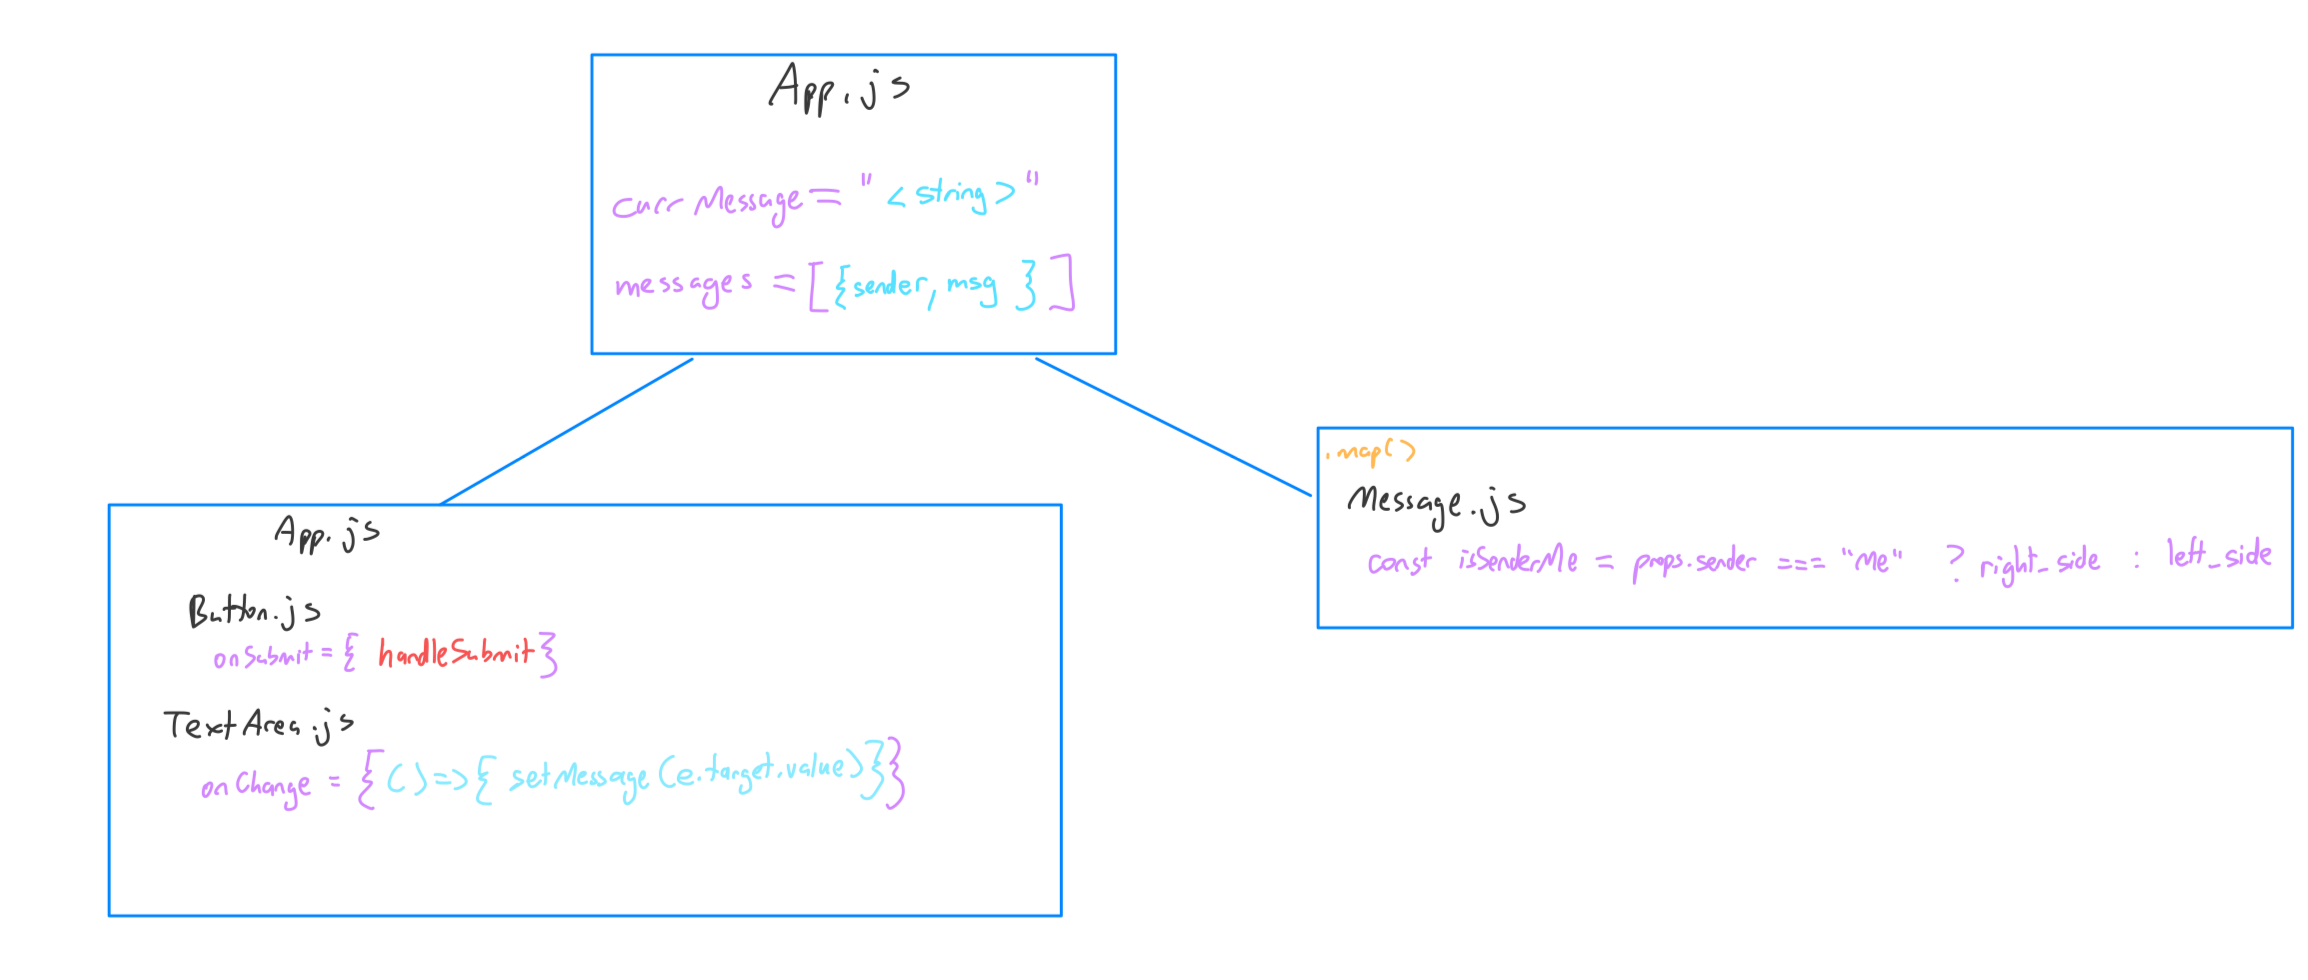 App.js
currMessage = "<string>"
messages = [{sender, msg }]
.map()
Message.js
const isSenderMe = props.sender === "Me" ? right_side : left_side
App.js
Button.js
onSubmit = { handleSubmit}
TextArea.js
onChange = {()=>{ setMessage(e.target.value)}}